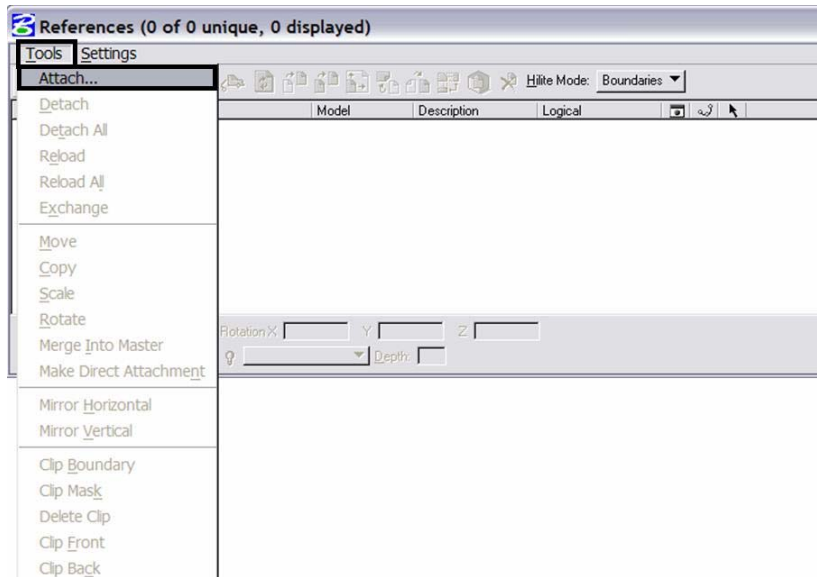 References (0 of 0 unique, 0 displayed)
Tools Settings
Attach...
Hilite Mode: Boundaries
Model Description Logical
Detach
Detach All
Reload
Reload All
Exchange
Move
Copy
Scale
Rotate
Rotation X Y Z
Merge Into Master
Depth:
Make Direct Attachment
Mirror Horizontal
Mirror Vertical
Clip Boundary
Clip Mask
Delete Clip
Clip Front
Clip Back